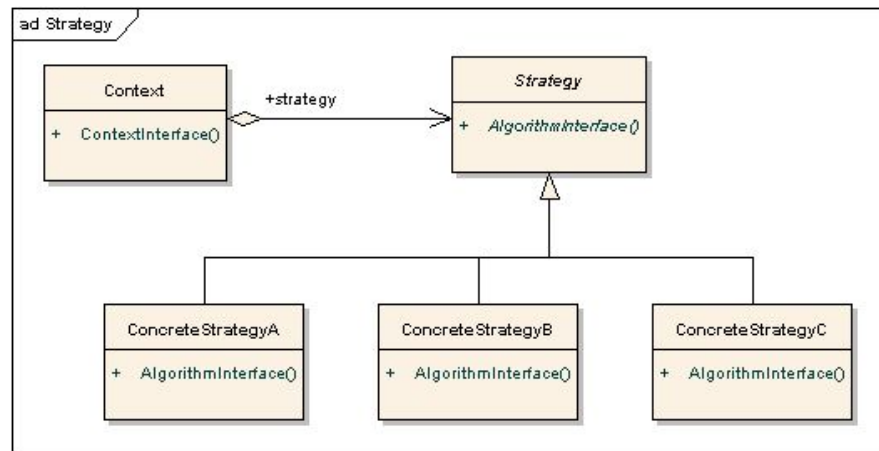 ad Strategy
Context
+ ContextInterface()
+strategy
Strategy
+ AlgorithmInterface()
ConcreteStrategyA
+ AlgorithmInterface()
ConcreteStrategyB
+ AlgorithmInterface()
ConcreteStrategyC
+ AlgorithmInterface()